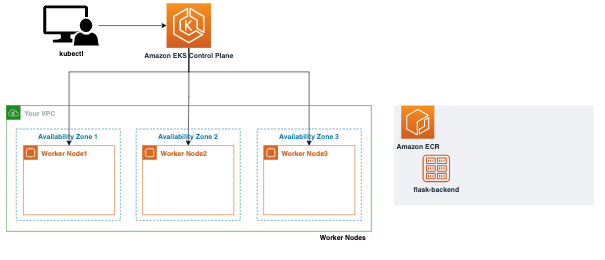 kubectl
Amazon EKS Control Plane
Your VPC
Availability Zone 1
Availability Zone 2
Availability Zone 3
Worker Node1
Worker Node2
Worker Node3
Worker Nodes
Amazon ECR
flask-backend